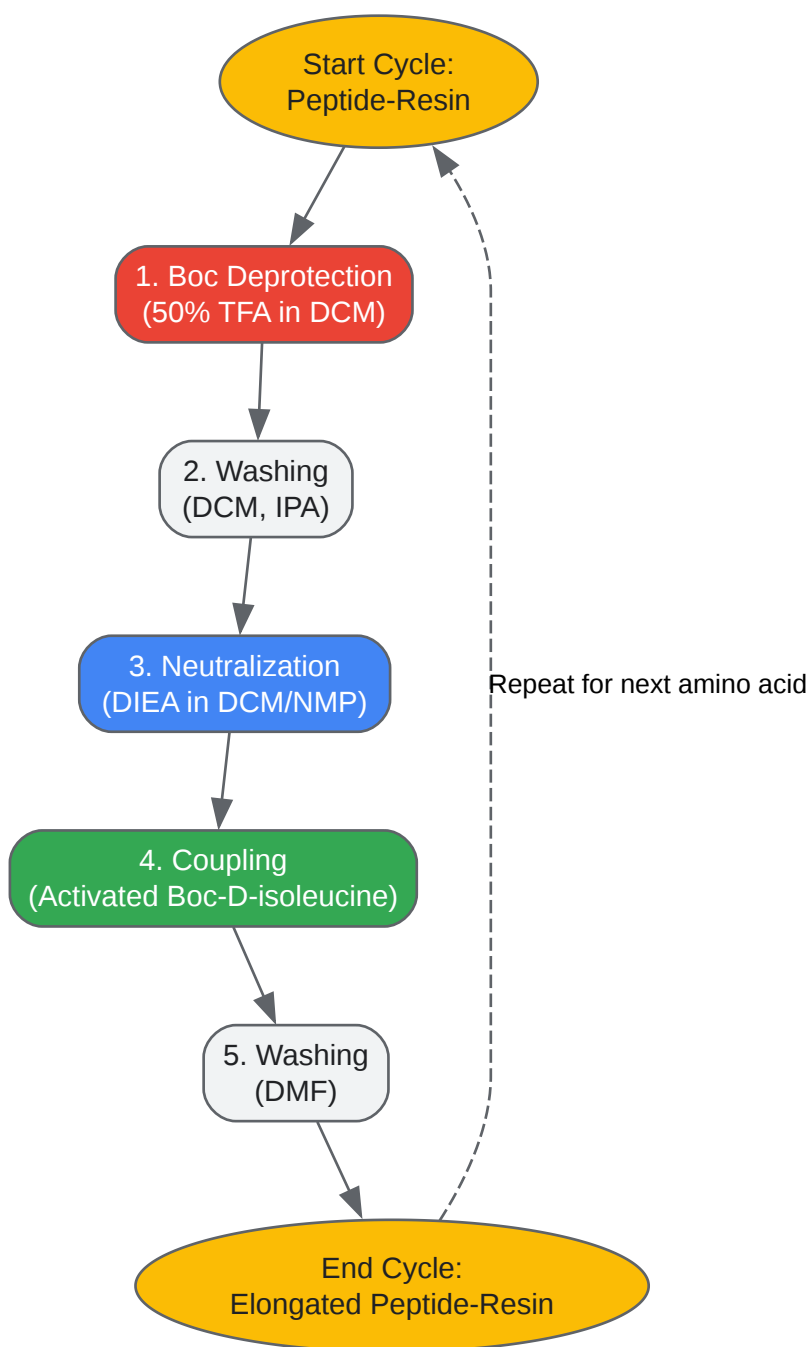 Start Cycle:
Peptide-Resin
1. Boc Deprotection
(50% TFA in DCM)
2. Washing
(DCM, IPA)
3. Neutralization
(DIEA in DCM/NMP)
Repeat for next amino acid
4. Coupling
(Activated Boc-D-isoleucine)
5. Washing
(DMF)
End Cycle:
Elongated Peptide-Resin